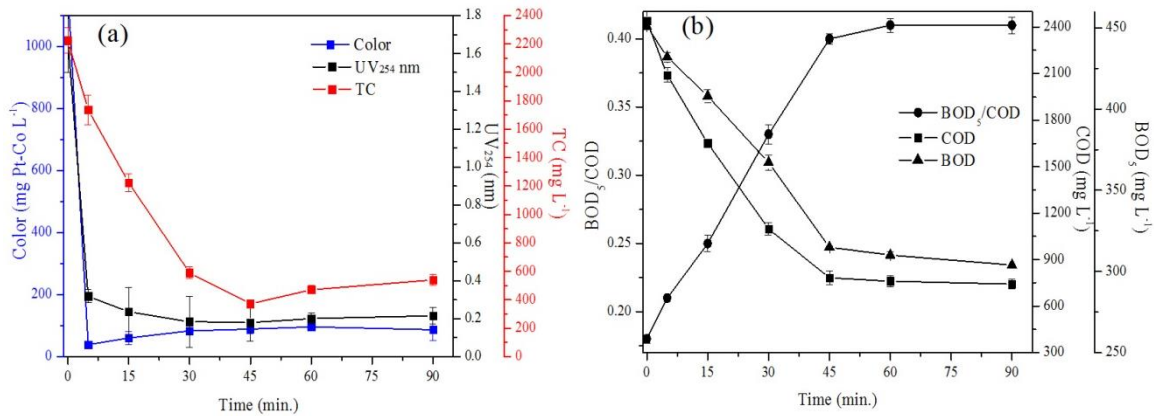 (a)
Color
UV₂₅₄ nm
TC
Color (mg Pt-Co L⁻¹)
0
200
400
600
800
1000
UV₂₅₄ (nm)
0.0
0.2
0.4
0.6
0.8
1.0
1.2
1.4
1.6
1.8
TC (mg L⁻¹)
0
200
400
600
800
1000
1200
1400
1600
1800
2000
2200
2400
0 15 30 45 60 75 90
Time (min.)
(b)
BOD₅/COD
COD
BOD
BOD₅/COD
0.20
0.25
0.30
0.35
0.40
COD (mg L⁻¹)
300
600
900
1200
1500
1800
2100
2400
BOD₅ (mg L⁻¹)
250
300
350
400
450
0 15 30 45 60 75 90
Time (min.)